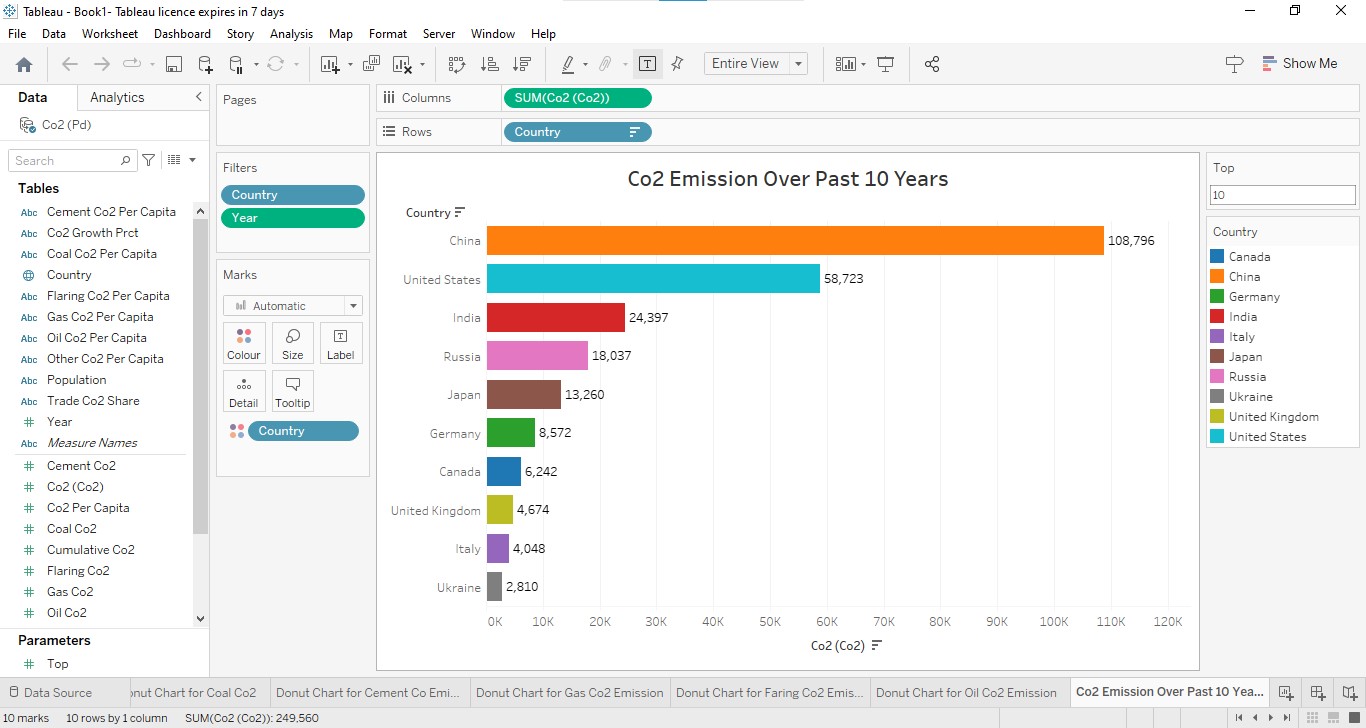 Tableau - Book1- Tableau licence expires in 7 days
File Data Worksheet Dashboard Story Analysis Map Format Server Window Help
Entire View
Show Me
Data Analytics
Co2 (Pd)
Search
Tables
Abc Cement Co2 Per Capita
Abc Co2 Growth Prct
Abc Coal Co2 Per Capita
Country
Abc Flaring Co2 Per Capita
Abc Gas Co2 Per Capita
Abc Oil Co2 Per Capita
Abc Other Co2 Per Capita
Abc Population
Abc Trade Co2 Share
# Year
Abc Measure Names
# Cement Co2
# Co2 (Co2)
# Co2 Per Capita
# Coal Co2
# Cumulative Co2
# Flaring Co2
# Gas Co2
# Oil Co2
Parameters
# Top
Pages
Filters
Country
Year
Marks
Automatic
Colour Size Label
Detail Tooltip
Country
Columns SUM(Co2 (Co2))
Rows Country
Co2 Emission Over Past 10 Years
Country
China 108,796
United States 58,723
India 24,397
Russia 18,037
Japan 13,260
Germany 8,572
Canada 6,242
United Kingdom 4,674
Italy 4,048
Ukraine 2,810
0K 10K 20K 30K 40K 50K 60K 70K 80K 90K 100K 110K 120K
Co2 (Co2)
Top
10
Country
Canada
China
Germany
India
Italy
Japan
Russia
Ukraine
United Kingdom
United States
Data Source nut Chart for Coal Co2 Donut Chart for Cement Co Emi... Donut Chart for Gas Co2 Emission Donut Chart for Faring Co2 Emis... Donut Chart for Oil Co2 Emission Co2 Emission Over Past 10 Yea...
10 marks 10 rows by 1 column SUM(Co2 (Co2)): 249,560